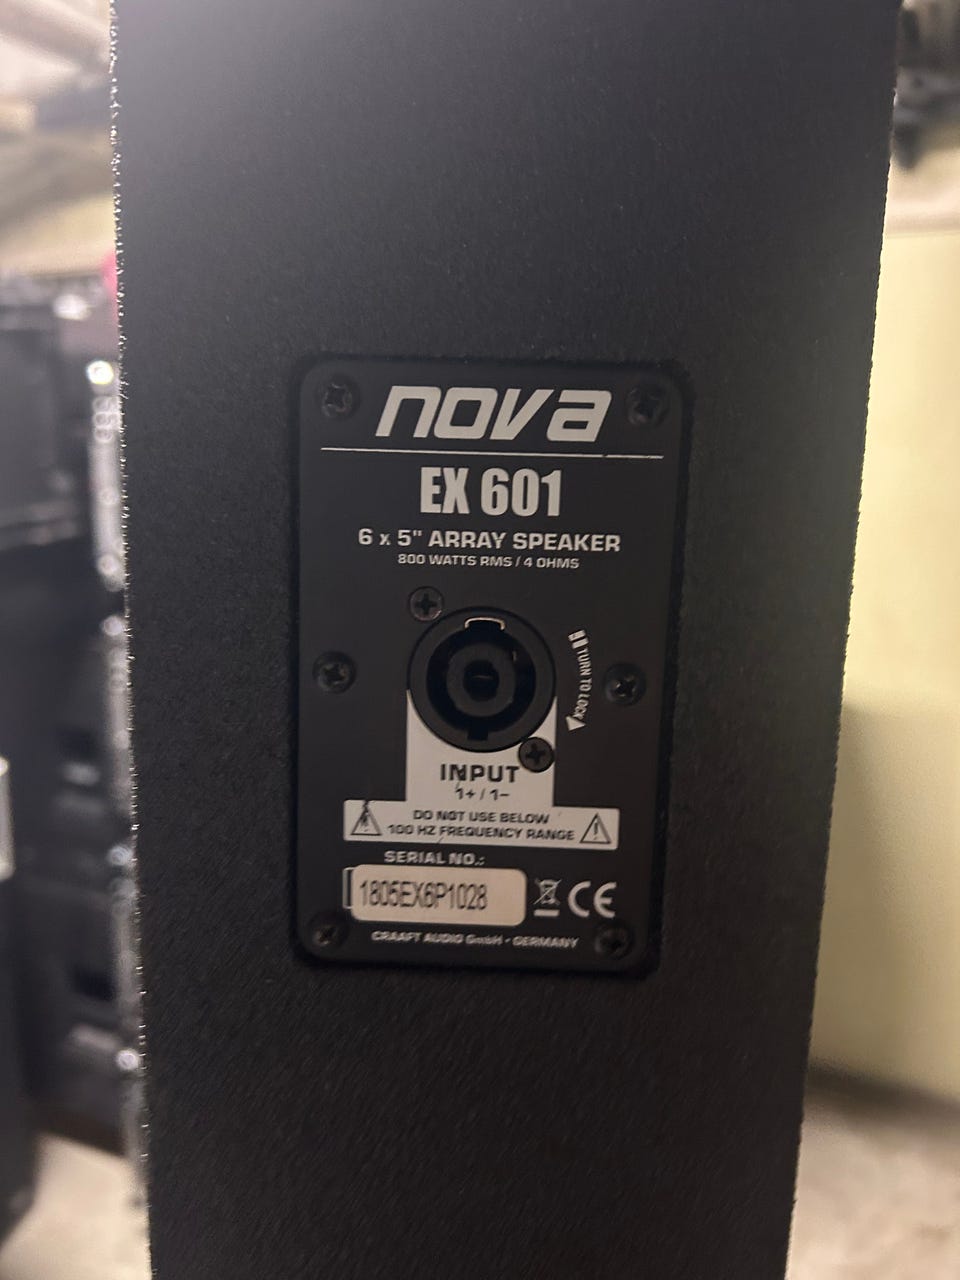 nova
EX 601
6 x 5" ARRAY SPEAKER
800 WATTS RMS / 4 OHMS
TURN TO LOCK
INPUT
1+ / 1−
DO NOT USE BELOW
100 HZ FREQUENCY RANGE
SERIAL NO.:
1805EX6P1028
CE
CRAAFT AUDIO GmbH - GERMANY